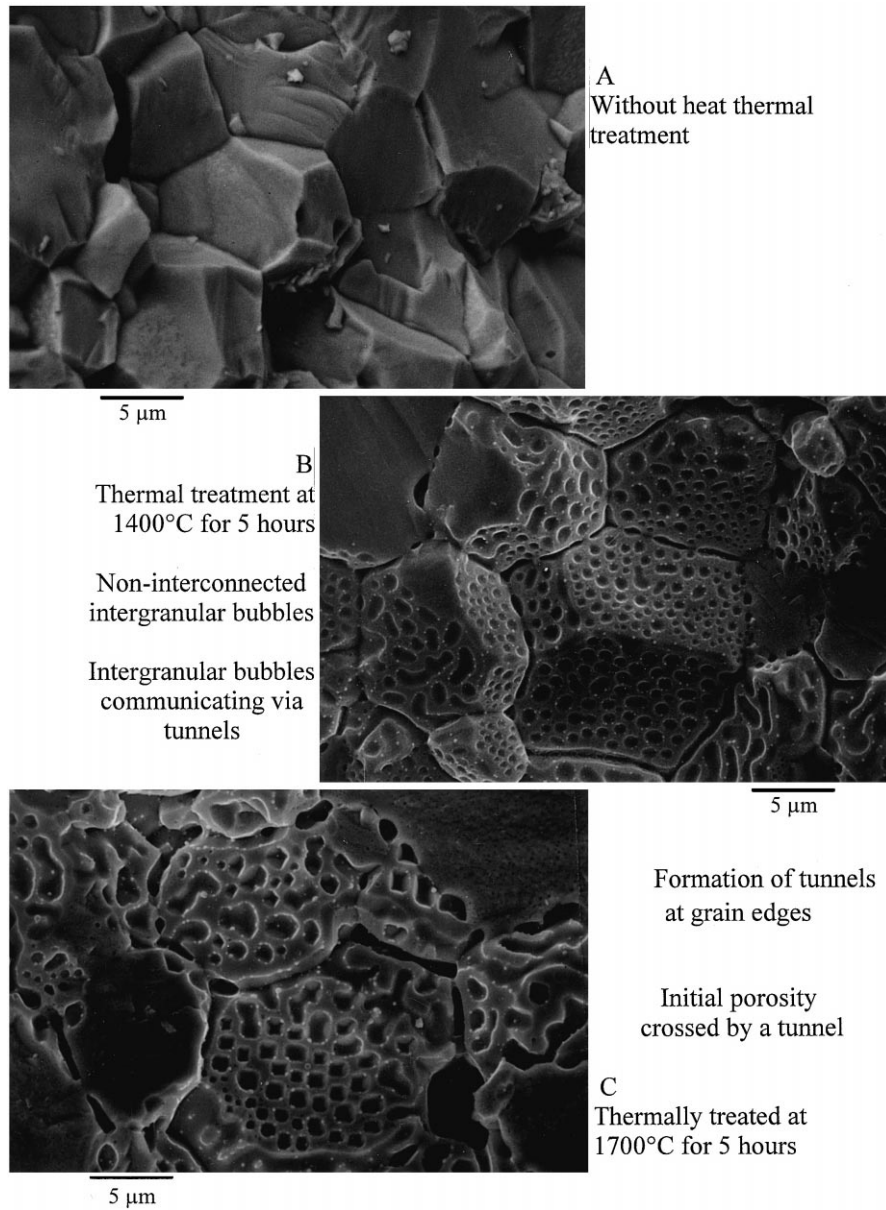 A
Without heat thermal
treatment
5 µm
B
Thermal treatment at
1400°C for 5 hours
Non-interconnected
intergranular bubbles
Intergranular bubbles
communicating via
tunnels
5 µm
Formation of tunnels
at grain edges
Initial porosity
crossed by a tunnel
C
Thermally treated at
1700°C for 5 hours
5 µm